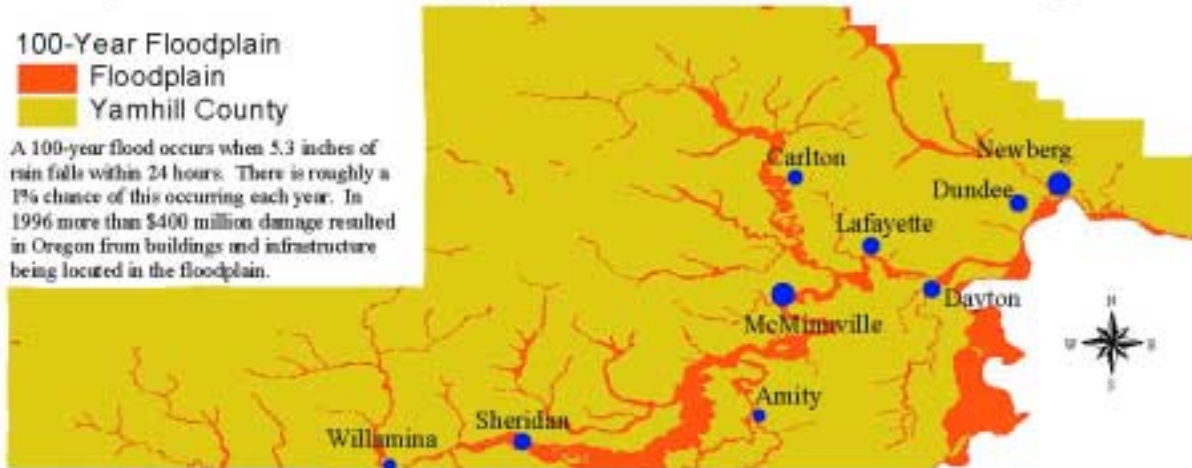 100-Year Floodplain
Floodplain
Yamhill County
A 100-year flood occurs when 5.3 inches of
rain falls within 24 hours. There is roughly a
1% chance of this occurring each year. In
1996 more than $400 million damage resulted
in Oregon from buildings and infrastructure
being located in the floodplain.
Carlton
Newberg
Dundee
Lafayette
Dayton
McMinnville
Amity
Sheridan
Willamina
N
W
S